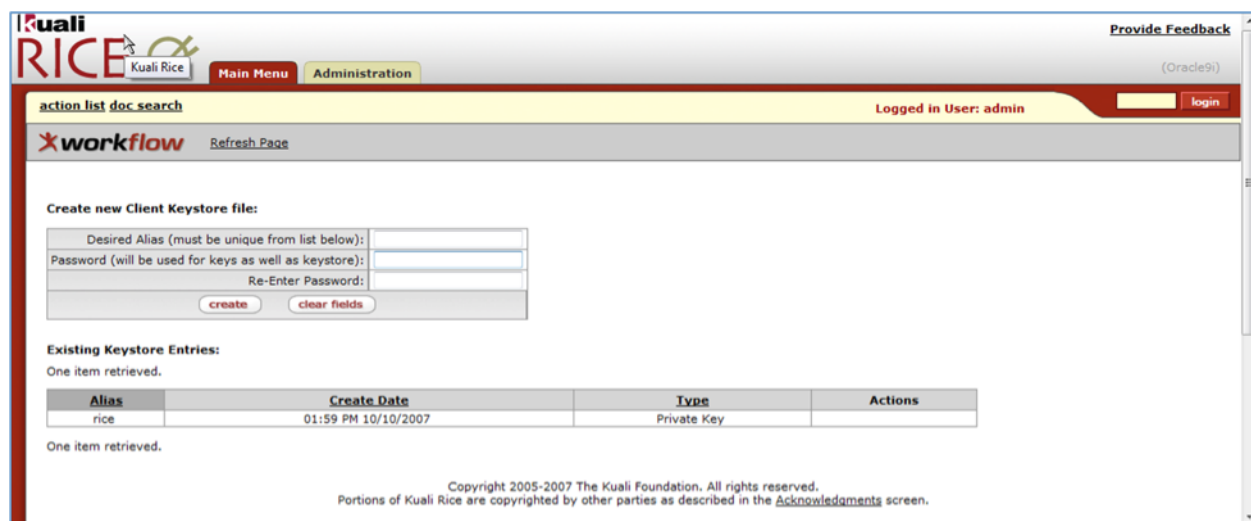 Kuali
RICE
Kuali Rice
Main Menu
Administration
Provide Feedback
(Oracle9i)
action list doc search
Logged in User: admin
login
workflow
Refresh Page
Create new Client Keystore file:
Desired Alias (must be unique from list below):
Password (will be used for keys as well as keystore):
Re-Enter Password:
create clear fields
Existing Keystore Entries:
One item retrieved.
Alias Create Date Type Actions
rice 01:59 PM 10/10/2007 Private Key
One item retrieved.
Copyright 2005-2007 The Kuali Foundation. All rights reserved.
Portions of Kuali Rice are copyrighted by other parties as described in the Acknowledgments screen.